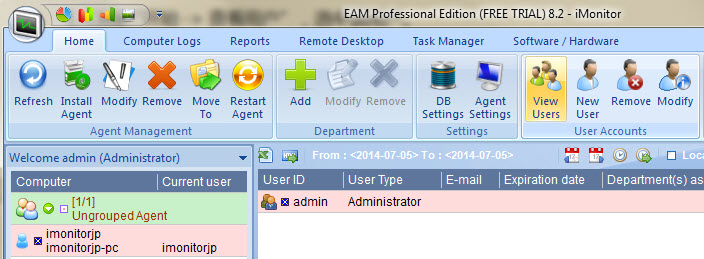 EAM Professional Edition (FREE TRIAL) 8.2 - iMonitor
Home Computer Logs Reports Remote Desktop Task Manager Software / Hardware
Refresh Install Agent Modify Remove Move To Restart Agent Add Modify Remove DB Settings Agent Settings View Users New User Remove Modify
Agent Management Department Settings User Accounts
Welcome admin (Administrator)
From : <2014-07-05> To : <2014-07-05> Loca
Computer Current user
User ID User Type E-mail Expiration date Department(s) as
[1/1]
Ungrouped Agent
admin Administrator
imonitorjp
imonitorjp-pc imonitorjp